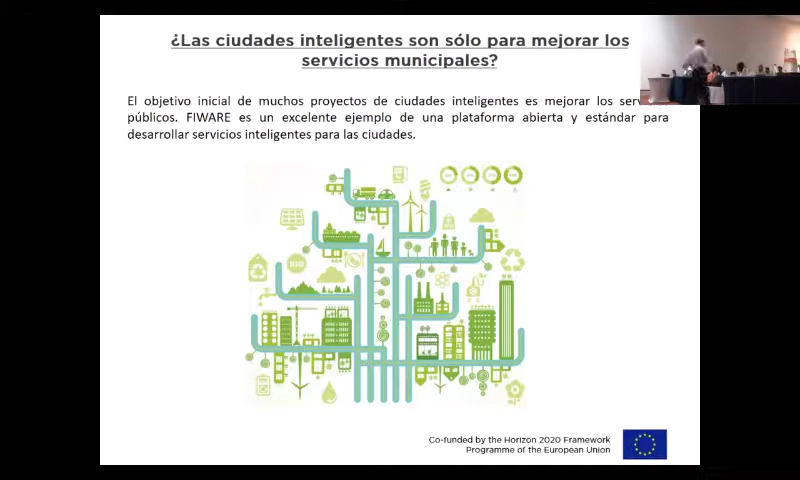 ¿Las ciudades inteligentes son sólo para mejorar los
servicios municipales?
El objetivo inicial de muchos proyectos de ciudades inteligentes es mejorar los
públicos. FIWARE es un excelente ejemplo de una plataforma abierta y estándar para
desarrollar servicios inteligentes para las ciudades.
Co-funded by the Horizon 2020 Framework
Programme of the European Union